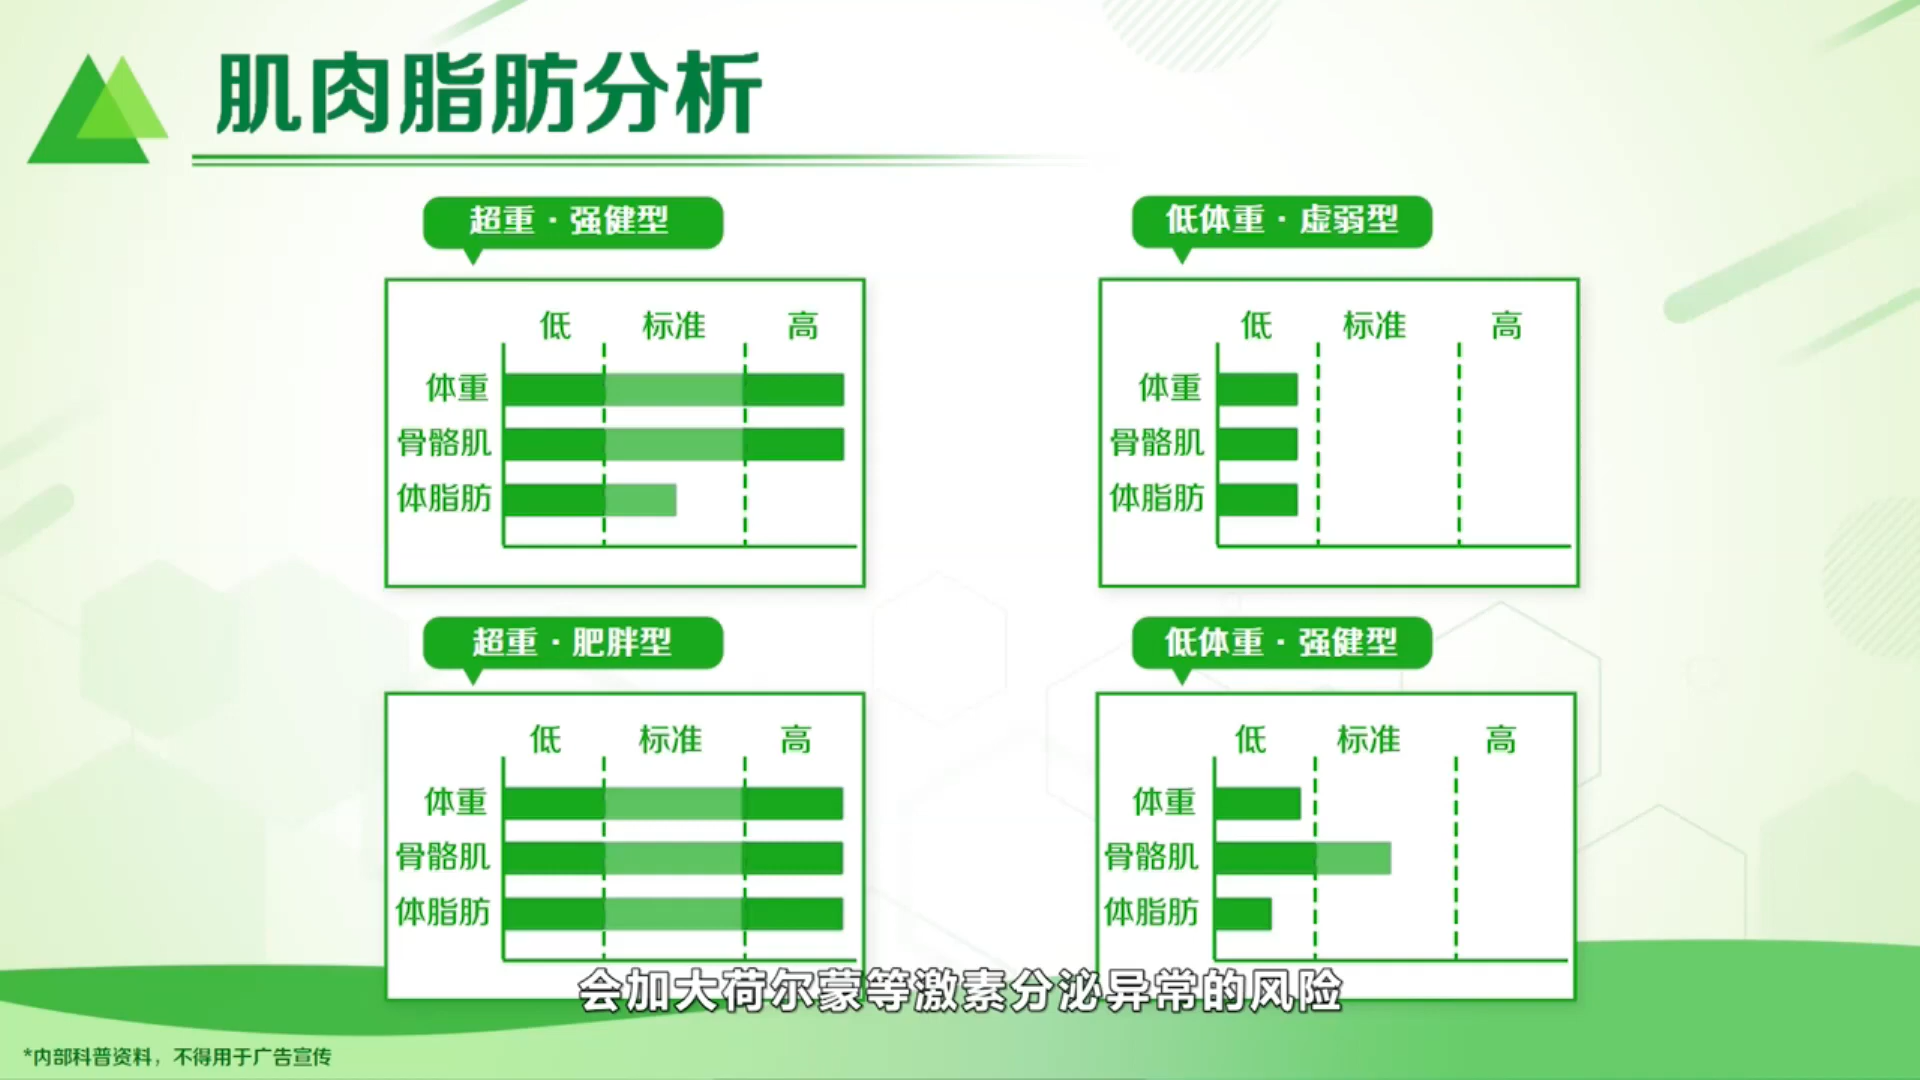 肌肉脂肪分析
超重·强健型
低 标准 高
体重
骨骼肌
体脂肪
低体重·虚弱型
低 标准 高
体重
骨骼肌
体脂肪
超重·肥胖型
低 标准 高
体重
骨骼肌
体脂肪
低体重·强健型
低 标准 高
体重
骨骼肌
体脂肪
会加大荷尔蒙等激素分泌异常的风险
*内部科普资料，不得用于广告宣传